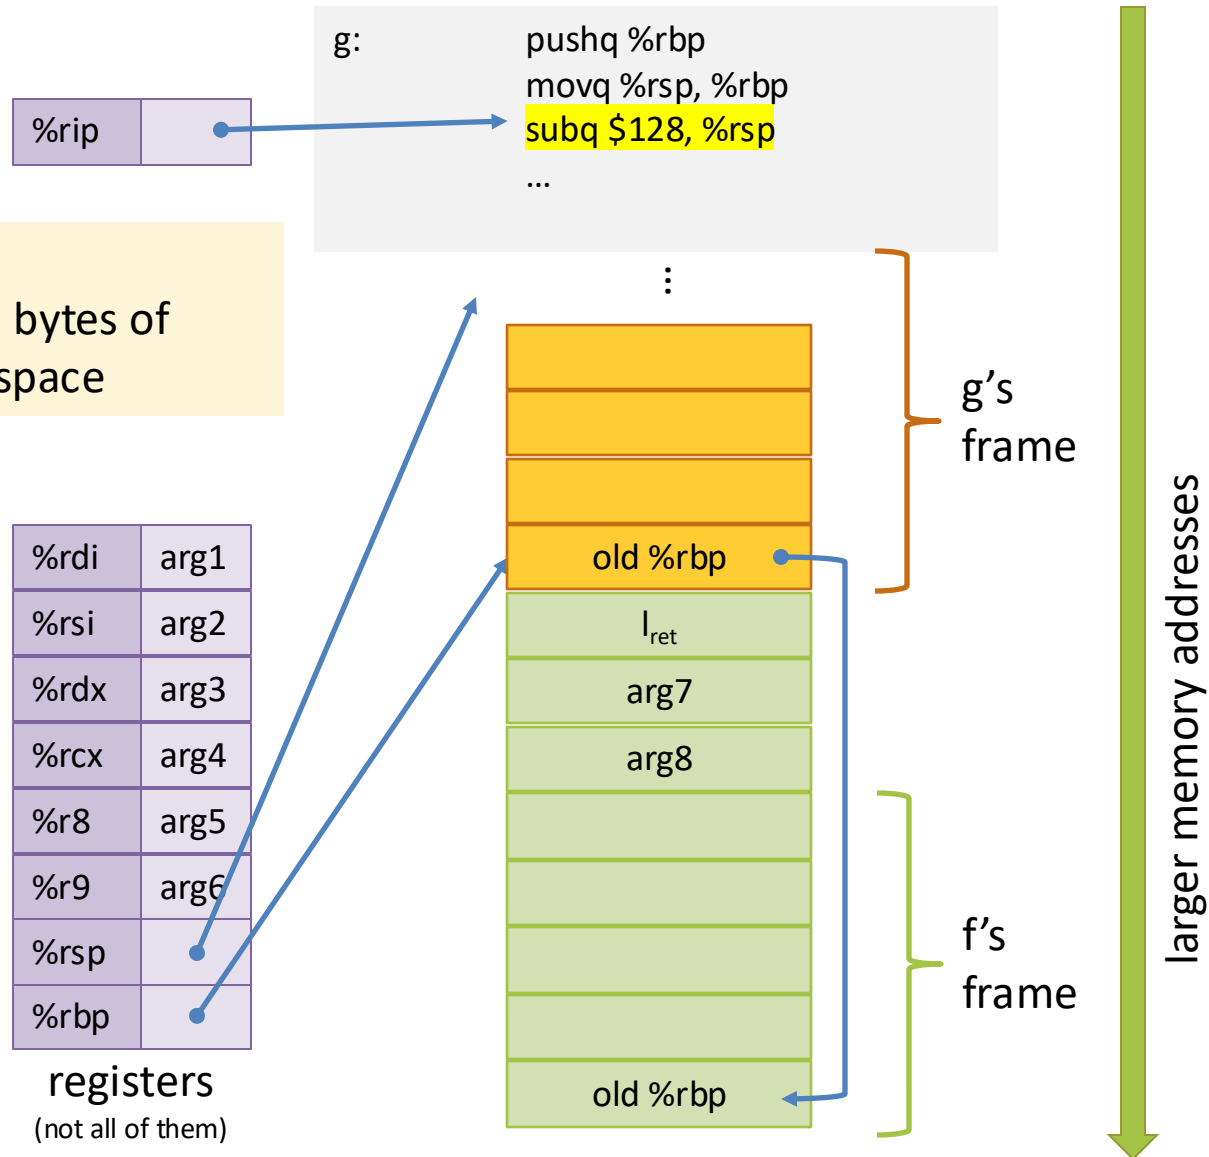 g: pushq %rbp
movq %rsp, %rbp
%rip
subq $128, %rsp
...
bytes of
space
⋮
g's
frame
%rdi arg1
%rsi arg2
%rdx arg3
%rcx arg4
%r8 arg5
%r9 arg6
%rsp
%rbp
registers
(not all of them)
old %rbp
l_ret
arg7
arg8
old %rbp
f's
frame
larger memory addresses